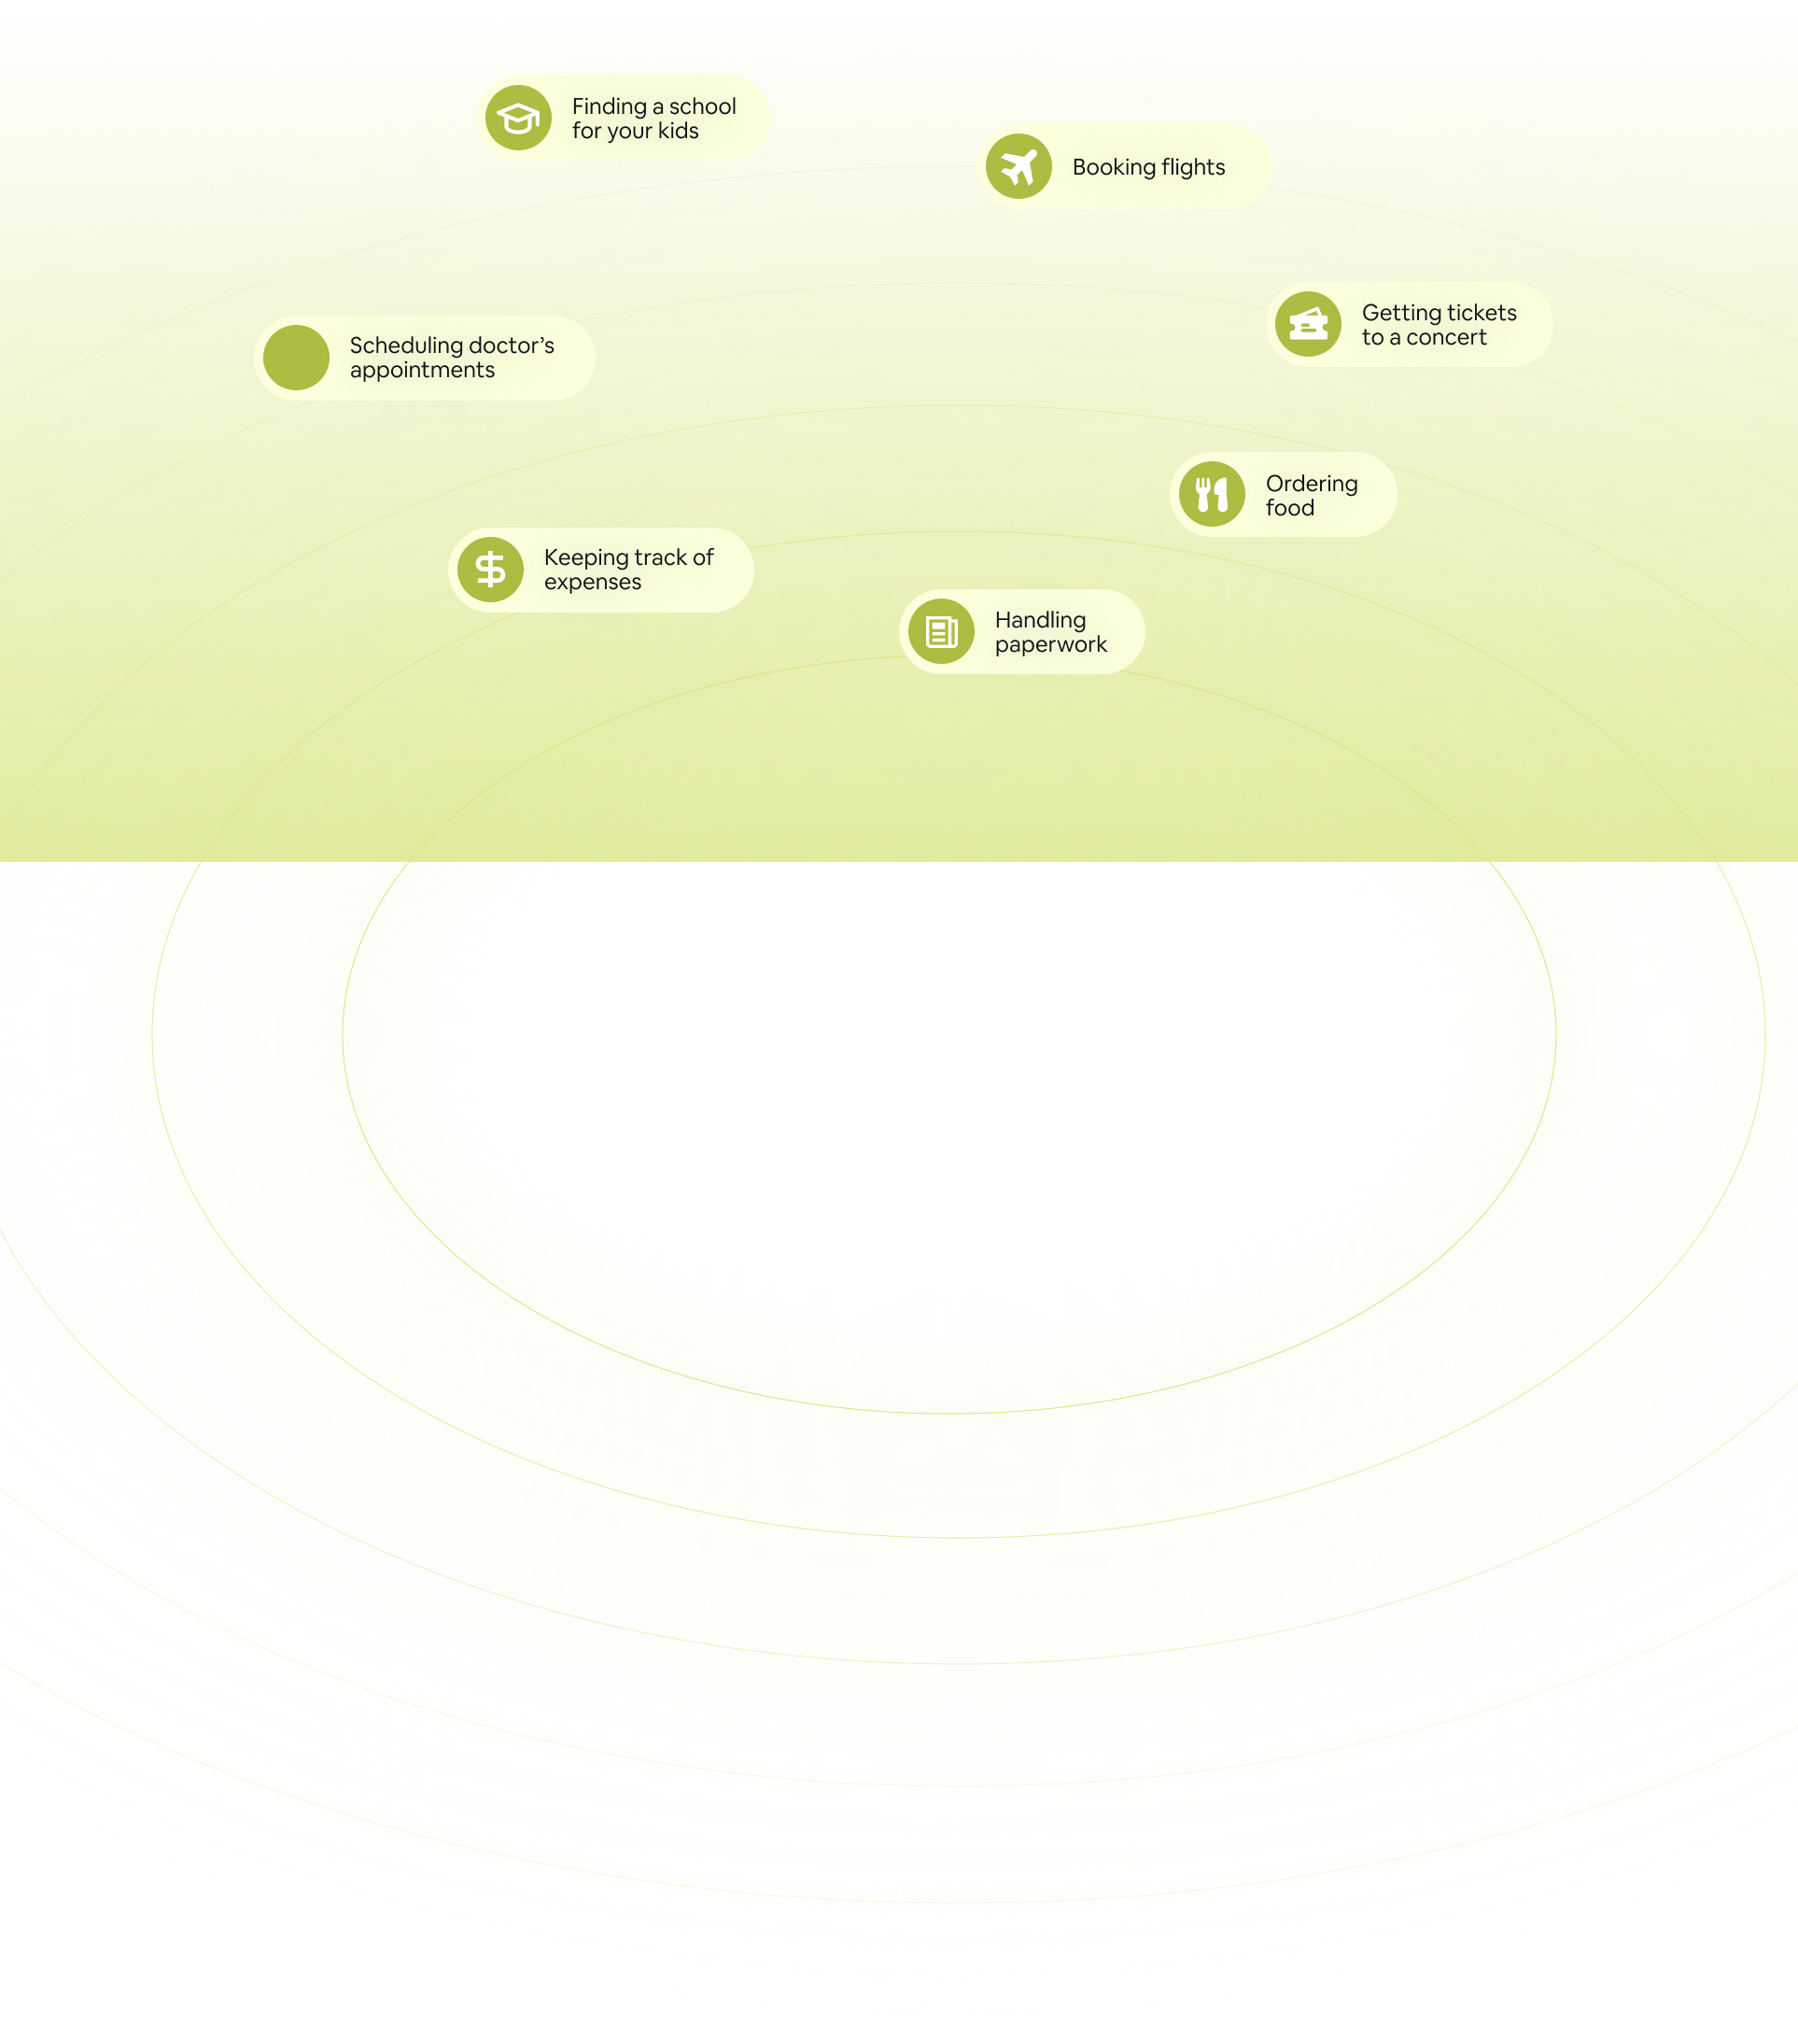 Finding a school
for your kids
Booking flights
Getting tickets
to a concert
Scheduling doctor’s
appointments
Ordering
food
Keeping track of
expenses
Handling
paperwork